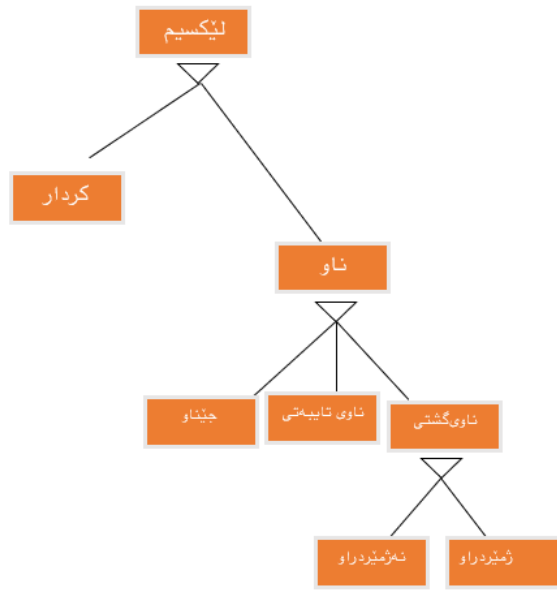 لێکسیم
کردار
ناو
ناوی‌گشتی
ناوی تایبەتی
جێناو
ژمێردراو
نەژمێردراو